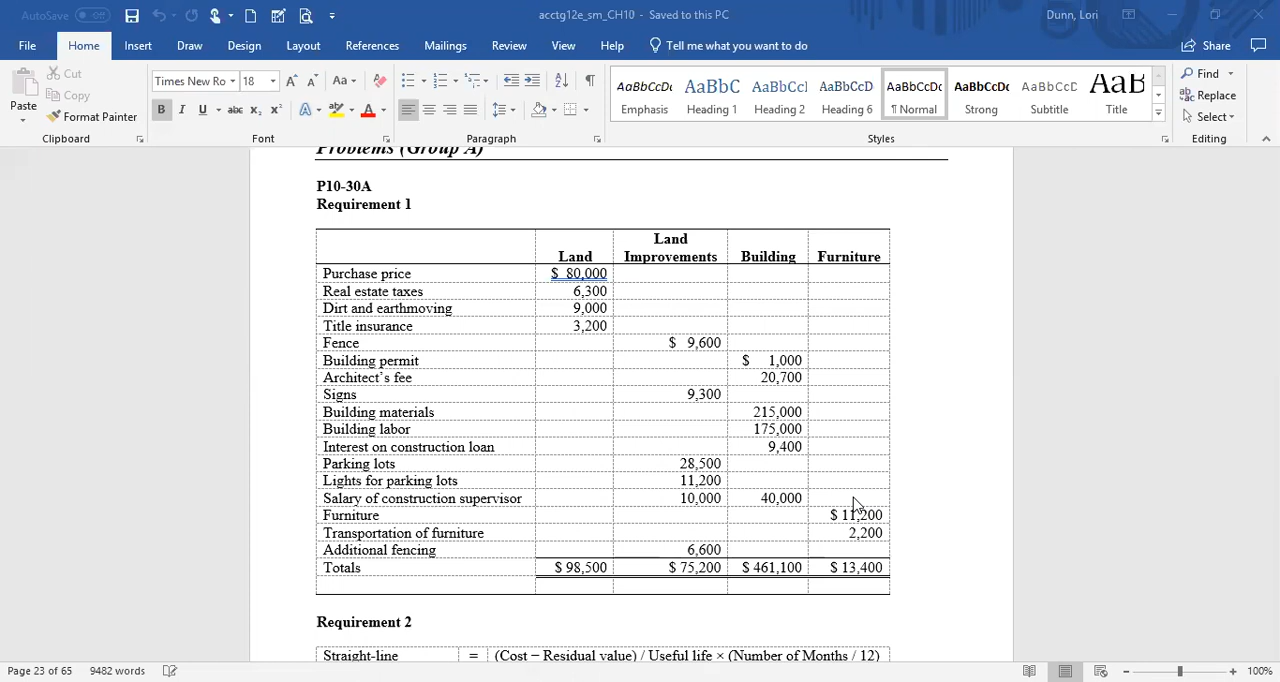 AutoSave Off acctg12e_sm_CH10 - Saved to this PC Dunn, Lori
File Home Insert Draw Design Layout References Mailings Review View Help Tell me what you want to do Share
Paste Cut Copy Format Painter
Times New Ro 18 Aa
B I U abc x₂ x² A A
AaBbCcDc AaBbC AaBbCcl AaBbCcD AaBbCcDc AaBbCcDc AaBbCcDc AaB
Emphasis Heading 1 Heading 2 Heading 6 ¶ Normal Strong Subtitle Title
Find Replace Select
Clipboard Font Paragraph Styles Editing
Problems (Group A)
P10-30A
Requirement 1
Land Land Improvements Building Furniture
Purchase price $ 80,000
Real estate taxes 6,300
Dirt and earthmoving 9,000
Title insurance 3,200
Fence $ 9,600
Building permit $ 1,000
Architect's fee 20,700
Signs 9,300
Building materials 215,000
Building labor 175,000
Interest on construction loan 9,400
Parking lots 28,500
Lights for parking lots 11,200
Salary of construction supervisor 10,000 40,000
Furniture $ 11,200
Transportation of furniture 2,200
Additional fencing 6,600
Totals $ 98,500 $ 75,200 $ 461,100 $ 13,400
Requirement 2
Straight-line = (Cost − Residual value) / Useful life × (Number of Months / 12)
Page 23 of 65 9482 words 100%